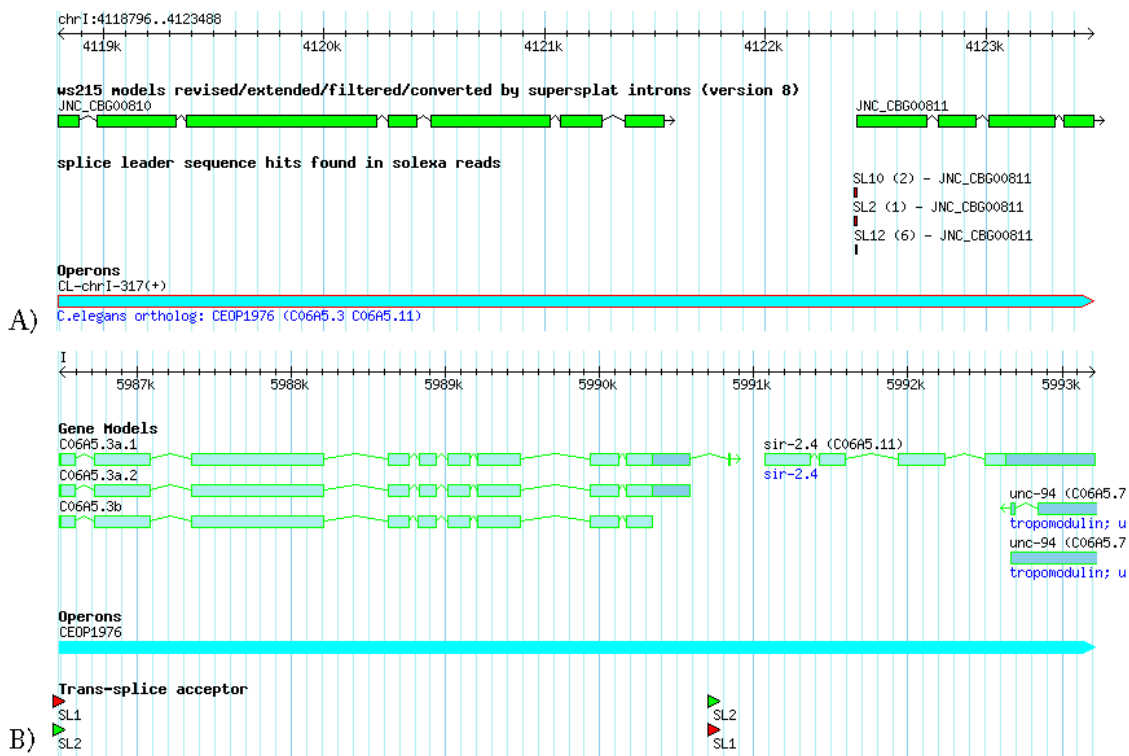 chrI:4118796..4123488
4119k 4120k 4121k 4122k 4123k
ws215 models revised/extended/filtered/converted by supersplat introns (version 8)
JNC_CBG00810 JNC_CBG00811
splice leader sequence hits found in solexa reads
SL10 (2) - JNC_CBG00811
SL2 (1) - JNC_CBG00811
SL12 (6) - JNC_CBG00811
Operons
CL-chrI-317(+)
C.elegans ortholog: CEOP1976 (C06A5.3 C06A5.11)
A)
I
5987k 5988k 5989k 5990k 5991k 5992k 5993k
Gene Models
C06A5.3a.1 sir-2.4 (C06A5.11)
sir-2.4
C06A5.3a.2
C06A5.3b unc-94 (C06A5.7
tropomodulin; u
unc-94 (C06A5.7
tropomodulin; u
Operons
CEOP1976
Trans-splice acceptor
SL1 SL2
SL2 SL1
B)